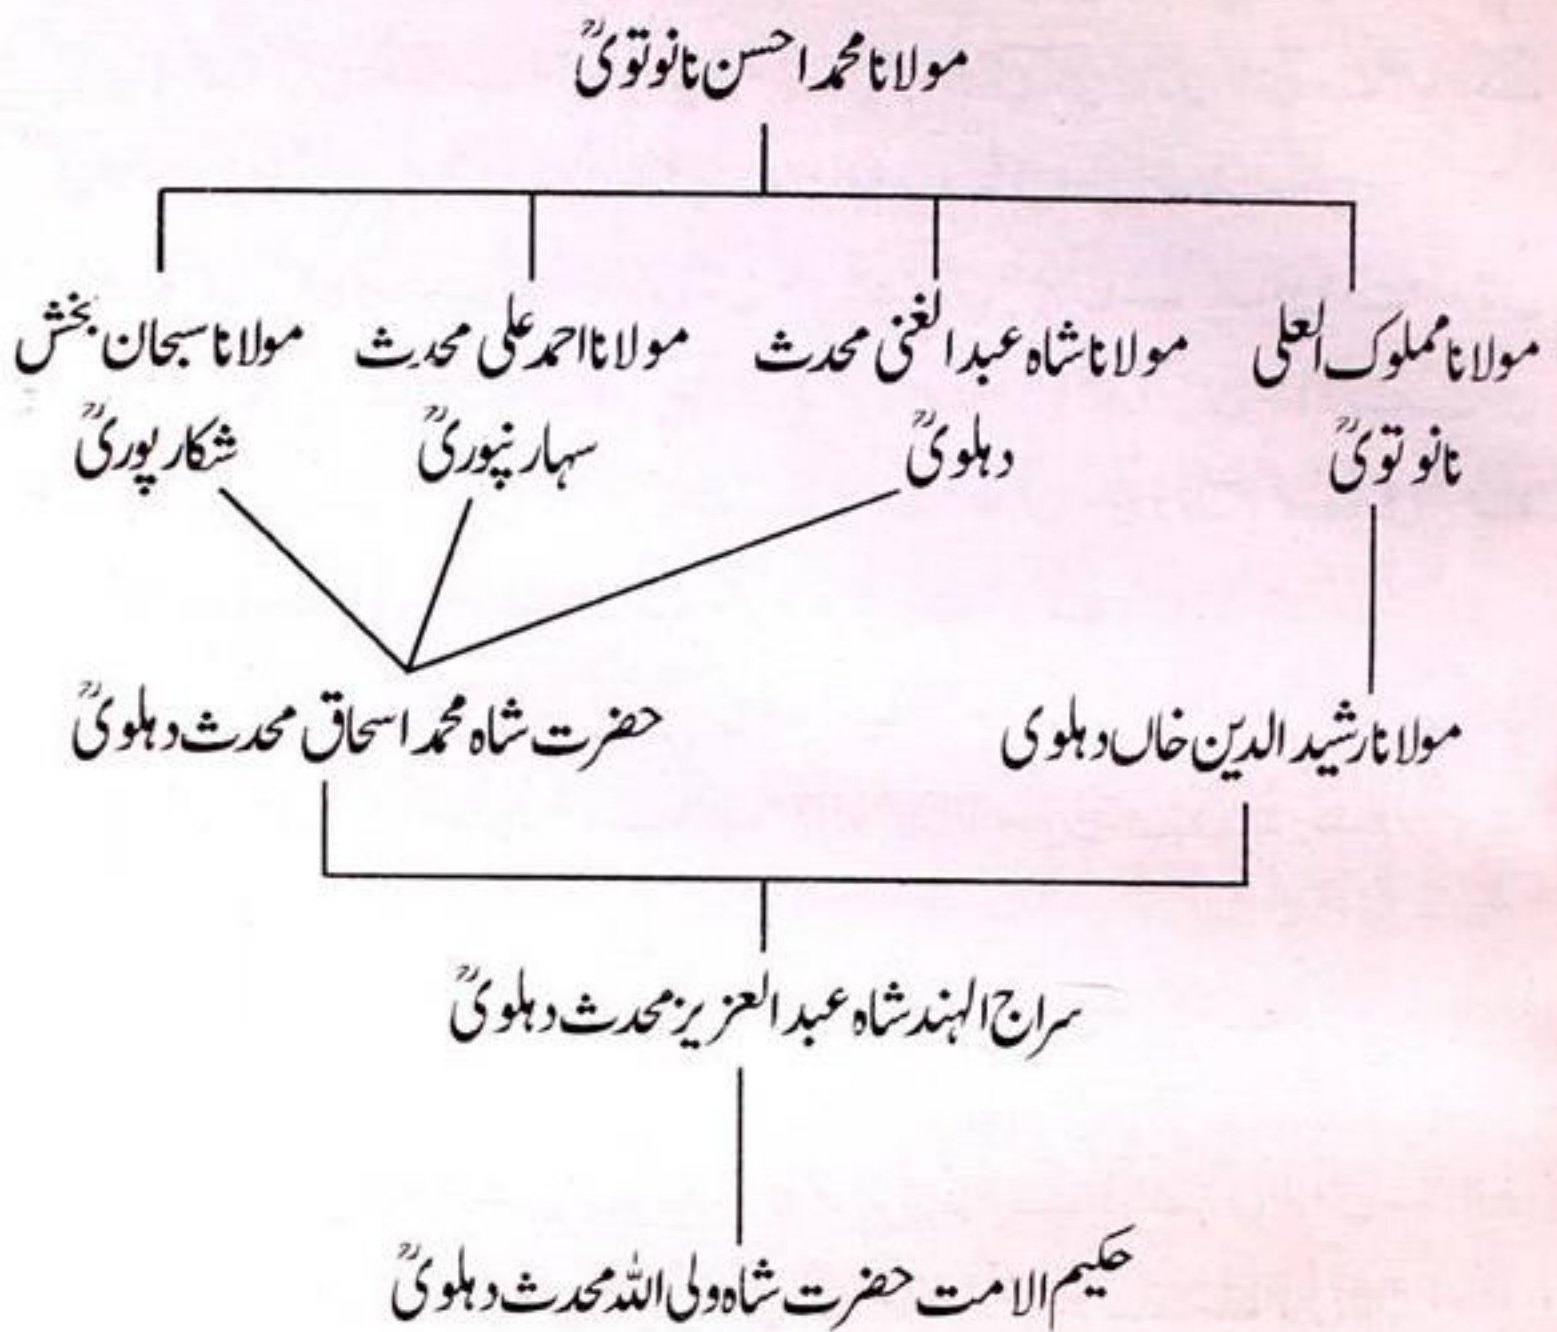 مولانا محمد احسن نانوتویؒ
مولانا مملوک العلی
نانوتویؒ
مولانا شاہ عبدالغنی محدث
دہلویؒ
مولانا احمد علی محدث
سہارنپوریؒ
مولانا سبحان بخش
شکارپوریؒ
مولانا رشید الدین خاں دہلوی
حضرت شاہ محمد اسحاق محدث دہلویؒ
سراج الہند شاہ عبدالعزیز محدث دہلویؒ
حکیم الامت حضرت شاہ ولی اللہ محدث دہلویؒ